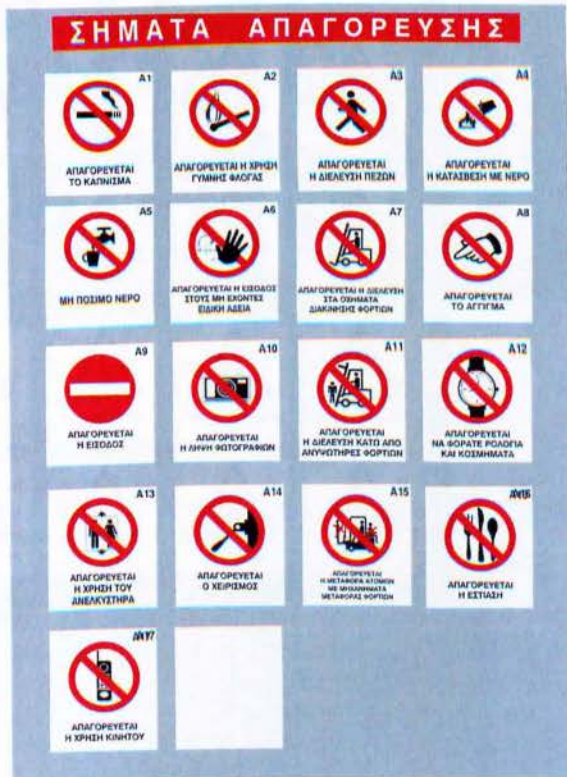 ΣΗΜΑΤΑ ΑΠΑΓΟΡΕΥΣΗΣ
A1
ΑΠΑΓΟΡΕΥΕΤΑΙ
ΤΟ ΚΑΠΝΙΣΜΑ
A2
ΑΠΑΓΟΡΕΥΕΤΑΙ Η ΧΡΗΣΗ
ΓΥΜΝΗΣ ΦΛΟΓΑΣ
A3
ΑΠΑΓΟΡΕΥΕΤΑΙ
Η ΔΙΕΛΕΥΣΗ ΠΕΖΩΝ
A4
ΑΠΑΓΟΡΕΥΕΤΑΙ
Η ΚΑΤΑΣΒΕΣΗ ΜΕ ΝΕΡΟ
A5
ΜΗ ΠΟΣΙΜΟ ΝΕΡΟ
A6
ΑΠΑΓΟΡΕΥΕΤΑΙ Η ΕΙΣΟΔΟΣ
ΣΤΟΥΣ ΜΗ ΕΧΟΝΤΕΣ
ΕΙΔΙΚΗ ΑΔΕΙΑ
A7
ΑΠΑΓΟΡΕΥΕΤΑΙ Η ΔΙΕΛΕΥΣΗ
ΣΤΑ ΟΧΗΜΑΤΑ
ΔΙΑΚΙΝΗΣΗΣ ΦΟΡΤΙΩΝ
A8
ΑΠΑΓΟΡΕΥΕΤΑΙ
ΤΟ ΑΓΓΙΓΜΑ
A9
ΑΠΑΓΟΡΕΥΕΤΑΙ
Η ΕΙΣΟΔΟΣ
A10
ΑΠΑΓΟΡΕΥΕΤΑΙ
Η ΛΗΨΗ ΦΩΤΟΓΡΑΦΙΩΝ
A11
ΑΠΑΓΟΡΕΥΕΤΑΙ
Η ΔΙΕΛΕΥΣΗ ΚΑΤΩ ΑΠΟ
ΑΝΥΨΩΤΗΡΕΣ ΦΟΡΤΙΩΝ
A12
ΑΠΑΓΟΡΕΥΕΤΑΙ
ΝΑ ΦΟΡΑΤΕ ΡΟΛΟΓΙΑ
ΚΑΙ ΚΟΣΜΗΜΑΤΑ
A13
ΑΠΑΓΟΡΕΥΕΤΑΙ
Η ΧΡΗΣΗ ΤΟΥ
ΑΝΕΛΚΥΣΤΗΡΑ
A14
ΑΠΑΓΟΡΕΥΕΤΑΙ
Ο ΧΕΙΡΙΣΜΟΣ
A15
ΑΠΑΓΟΡΕΥΕΤΑΙ
Η ΜΕΤΑΦΟΡΑ ΑΤΟΜΩΝ
ΜΕ ΜΗΧΑΝΗΜΑΤΑ
ΜΕΤΑΦΟΡΑΣ ΦΟΡΤΙΩΝ
ΑΠΑΓΟΡΕΥΕΤΑΙ
Η ΕΣΤΙΑΣΗ
ΑΠΑΓΟΡΕΥΕΤΑΙ
Η ΧΡΗΣΗ ΚΙΝΗΤΟΥ